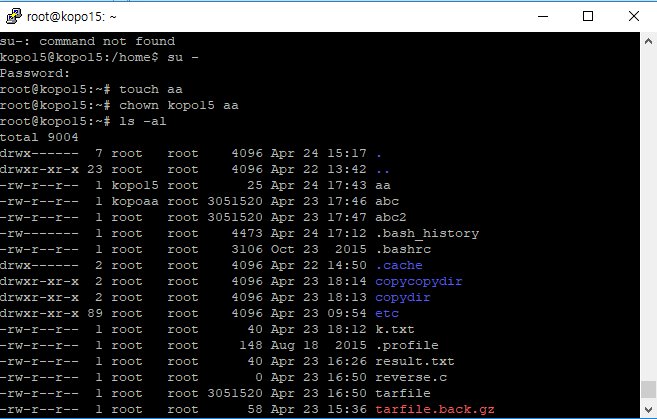 root@kopo15: ~
su-: command not found
kopo15@kopo15:/home$ su -
Password:
root@kopo15:~# touch aa
root@kopo15:~# chown kopo15 aa
root@kopo15:~# ls -al
total 9004
drwx------  7 root   root    4096 Apr 24 15:17 .
drwxr-xr-x 23 root   root    4096 Apr 22 13:42 ..
-rw-r--r--  1 kopo15 root      25 Apr 24 17:43 aa
-rw-r--r--  1 kopoaa root 3051520 Apr 23 17:46 abc
-rw-r--r--  1 root   root 3051520 Apr 23 17:47 abc2
-rw-------  1 root   root    4473 Apr 24 17:12 .bash_history
-rw-r--r--  1 root   root    3106 Oct 23  2015 .bashrc
drwx------  2 root   root    4096 Apr 22 14:50 .cache
drwxr-xr-x  2 root   root    4096 Apr 23 18:14 copycopydir
drwxr-xr-x  2 root   root    4096 Apr 23 18:13 copydir
drwxr-xr-x 89 root   root    4096 Apr 23 09:54 etc
-rw-r--r--  1 root   root      40 Apr 23 18:12 k.txt
-rw-r--r--  1 root   root     148 Aug 18  2015 .profile
-rw-r--r--  1 root   root      40 Apr 23 16:26 result.txt
-rw-r--r--  1 root   root       0 Apr 23 16:50 reverse.c
-rw-r--r--  1 root   root 3051520 Apr 23 16:50 tarfile
-rw-r--r--  1 root   root      58 Apr 23 15:36 tarfile.back.gz